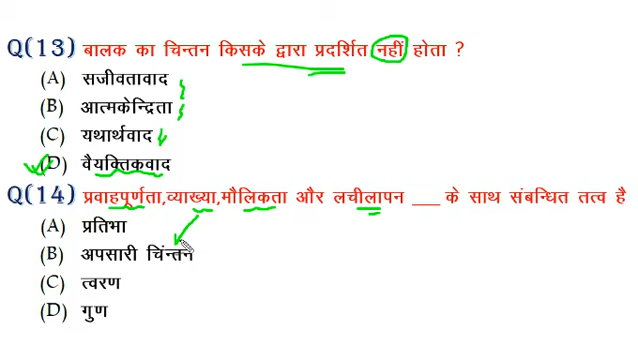 Q(13) बालक का चिन्तन किसके द्वारा प्रदर्शित नहीं होता ?
(A) सजीवतावाद
(B) आत्मकेन्द्रिता
(C) यथार्थवाद
(D) वैयक्तिकवाद
Q(14) प्रवाहपूर्णता,व्याख्या,मौलिकता और लचीलापन ___ के साथ संबन्धित तत्व है
(A) प्रतिभा
(B) अपसारी चिंन्तन
(C) त्वरण
(D) गुण